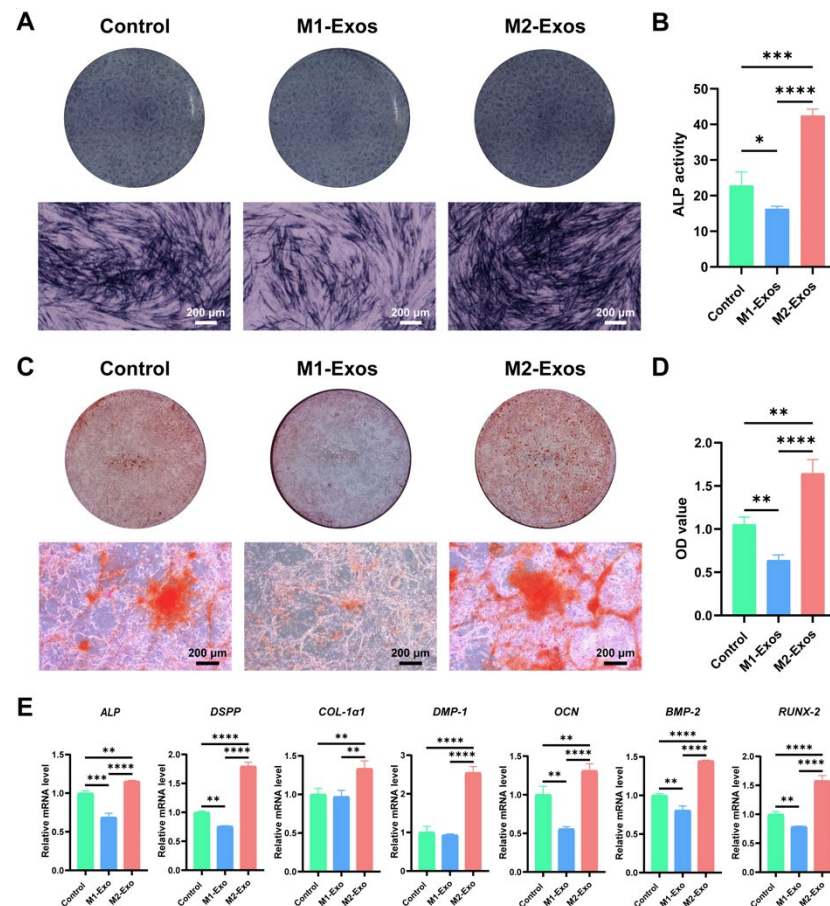 A
Control
M1-Exos
M2-Exos
200 µm
200 µm
200 µm
B
ALP activity
50
40
30
20
10
0
***
****
*
Control
M1-Exos
M2-Exos
C
Control
M1-Exos
M2-Exos
200 µm
200 µm
200 µm
D
OD value
2.0
1.5
1.0
0.5
0.0
**
****
**
Control
M1-Exos
M2-Exos
E
ALP
Relative mRNA level
1.5
1.0
0.5
0.0
**
****
***
Control
M1-Exo
M2-Exo
DSPP
Relative mRNA level
2.0
1.5
1.0
0.5
0.0
****
****
**
Control
M1-Exo
M2-Exo
COL-1α1
Relative mRNA level
1.5
1.0
0.5
0.0
**
**
Control
M1-Exo
M2-Exo
DMP-1
Relative mRNA level
3
2
1
0
****
****
Control
M1-Exo
M2-Exo
OCN
Relative mRNA level
1.5
1.0
0.5
0.0
**
****
**
Control
M1-Exo
M2-Exo
BMP-2
Relative mRNA level
1.5
1.0
0.5
0.0
****
****
**
Control
M1-Exo
M2-Exo
RUNX-2
Relative mRNA level
2.0
1.5
1.0
0.5
0.0
****
****
**
Control
M1-Exo
M2-Exo